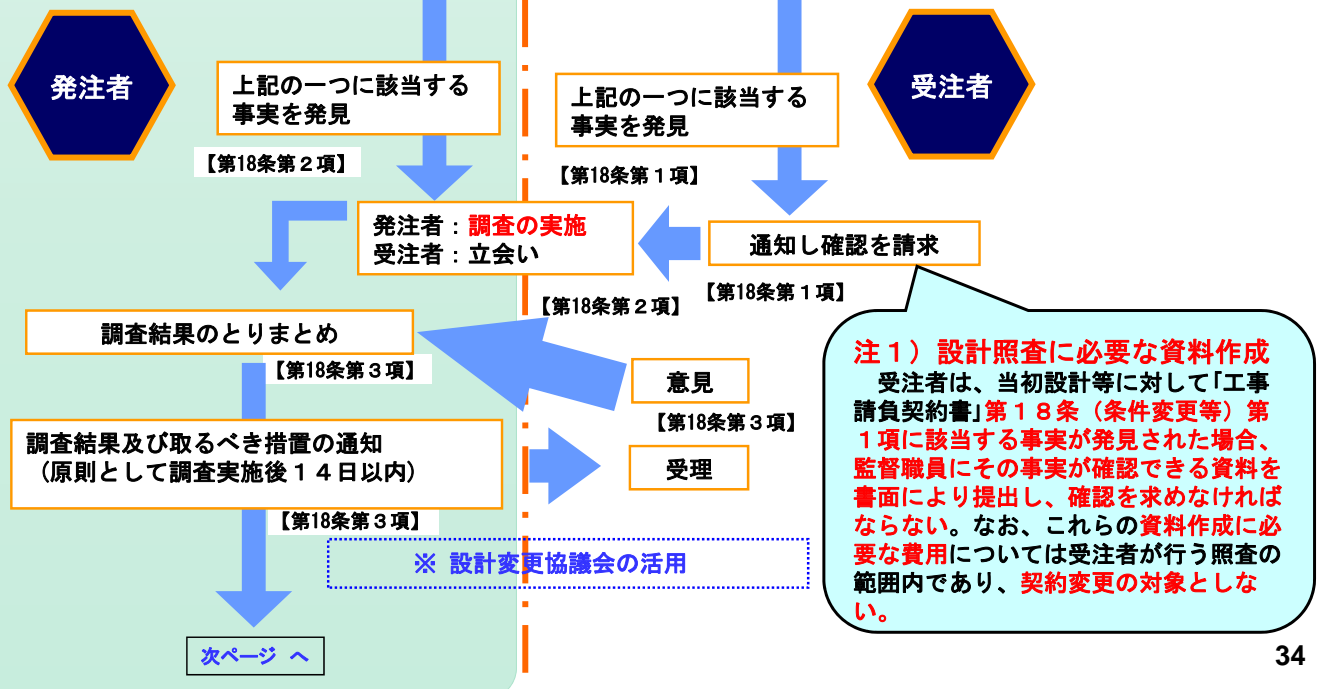 発注者
受注者
上記の一つに該当する
事実を発見
上記の一つに該当する
事実を発見
【第18条第２項】
【第18条第１項】
発注者：調査の実施
受注者：立会い
通知し確認を請求
【第18条第２項】
【第18条第１項】
調査結果のとりまとめ
【第18条第３項】
意見
【第18条第３項】
調査結果及び取るべき措置の通知
（原則として調査実施後１４日以内）
受理
【第18条第３項】
※ 設計変更協議会の活用
次ページ へ
注１）設計照査に必要な資料作成
受注者は、当初設計等に対して「工事
請負契約書」第１８条（条件変更等）第
１項に該当する事実が発見された場合、
監督職員にその事実が確認できる資料を
書面により提出し、確認を求めなければ
ならない。なお、これらの資料作成に必
要な費用については受注者が行う照査の
範囲内であり、契約変更の対象としな
い。
34